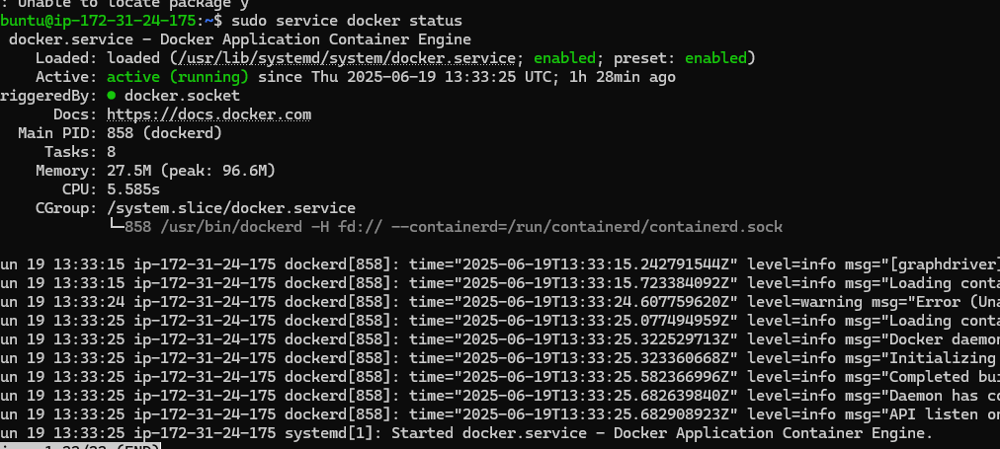 : Unable to locate package y
buntu@ip-172-31-24-175:~$ sudo service docker status
docker.service - Docker Application Container Engine
Loaded: loaded (/usr/lib/systemd/system/docker.service; enabled; preset: enabled)
Active: active (running) since Thu 2025-06-19 13:33:25 UTC; 1h 28min ago
riggeredBy: ● docker.socket
Docs: https://docs.docker.com
Main PID: 858 (dockerd)
Tasks: 8
Memory: 27.5M (peak: 96.6M)
CPU: 5.585s
CGroup: /system.slice/docker.service
└─858 /usr/bin/dockerd -H fd:// --containerd=/run/containerd/containerd.sock
un 19 13:33:15 ip-172-31-24-175 dockerd[858]: time="2025-06-19T13:33:15.242791544Z" level=info msg="[graphdriver]
un 19 13:33:15 ip-172-31-24-175 dockerd[858]: time="2025-06-19T13:33:15.723384092Z" level=info msg="Loading conta
un 19 13:33:24 ip-172-31-24-175 dockerd[858]: time="2025-06-19T13:33:24.607759620Z" level=warning msg="Error (Una
un 19 13:33:25 ip-172-31-24-175 dockerd[858]: time="2025-06-19T13:33:25.077494959Z" level=info msg="Loading conta
un 19 13:33:25 ip-172-31-24-175 dockerd[858]: time="2025-06-19T13:33:25.322529713Z" level=info msg="Docker daemon
un 19 13:33:25 ip-172-31-24-175 dockerd[858]: time="2025-06-19T13:33:25.323360668Z" level=info msg="Initializing
un 19 13:33:25 ip-172-31-24-175 dockerd[858]: time="2025-06-19T13:33:25.582366996Z" level=info msg="Completed bui
un 19 13:33:25 ip-172-31-24-175 dockerd[858]: time="2025-06-19T13:33:25.682639840Z" level=info msg="Daemon has co
un 19 13:33:25 ip-172-31-24-175 dockerd[858]: time="2025-06-19T13:33:25.682908923Z" level=info msg="API listen on
un 19 13:33:25 ip-172-31-24-175 systemd[1]: Started docker.service - Docker Application Container Engine.
(END)